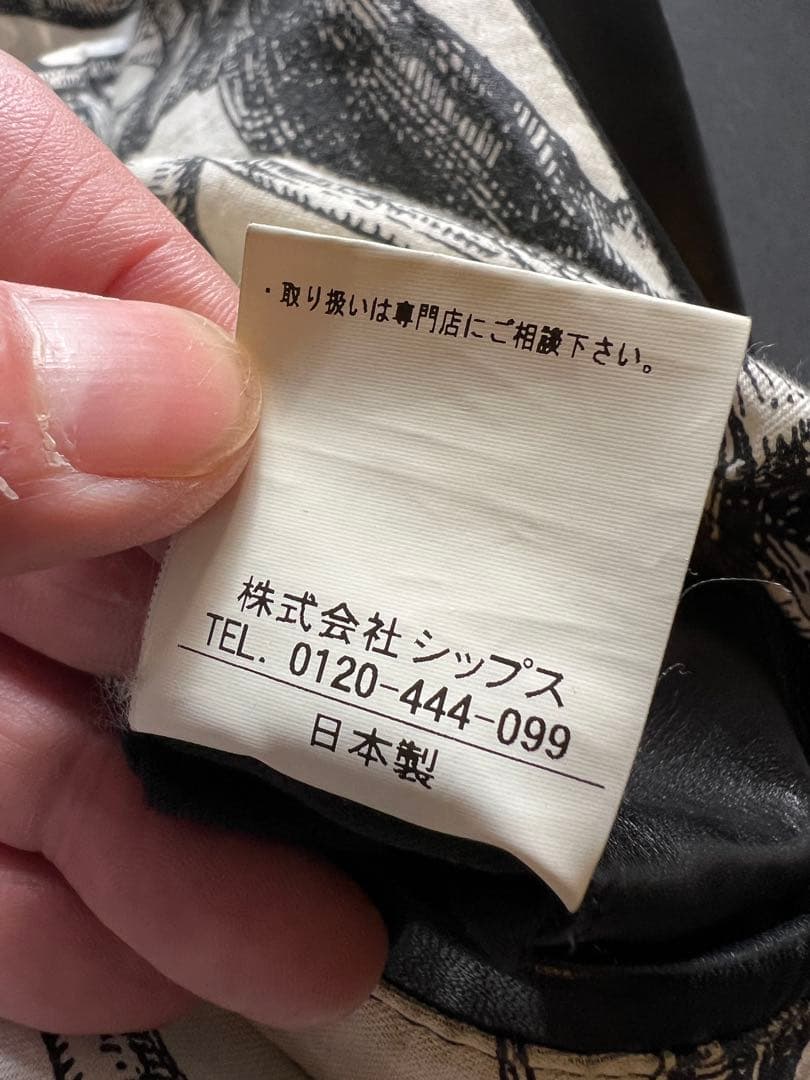 ・取り扱いは専門店にご相談下さい。
株式会社シップス
TEL. 0120-444-099
日本製